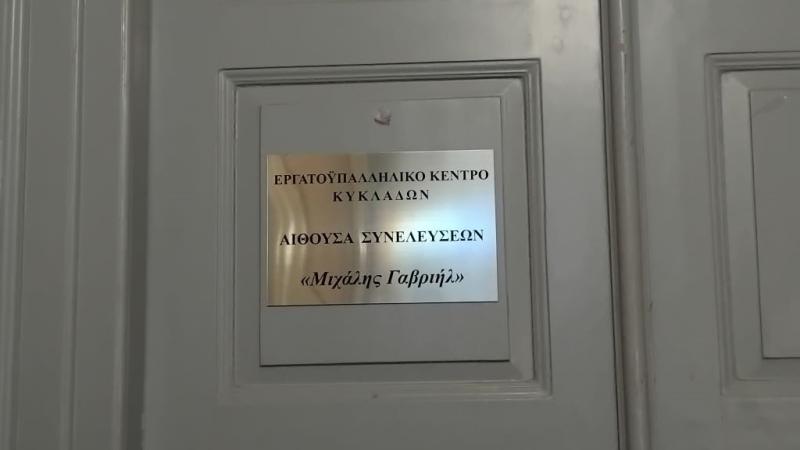 ΕΡΓΑΤΟΫΠΑΛΛΗΛΙΚΟ ΚΕΝΤΡΟ
ΚΥΚΛΑΔΩΝ
ΑΙΘΟΥΣΑ ΣΥΝΕΛΕΥΣΕΩΝ
«Μιχάλης Γαβριήλ»